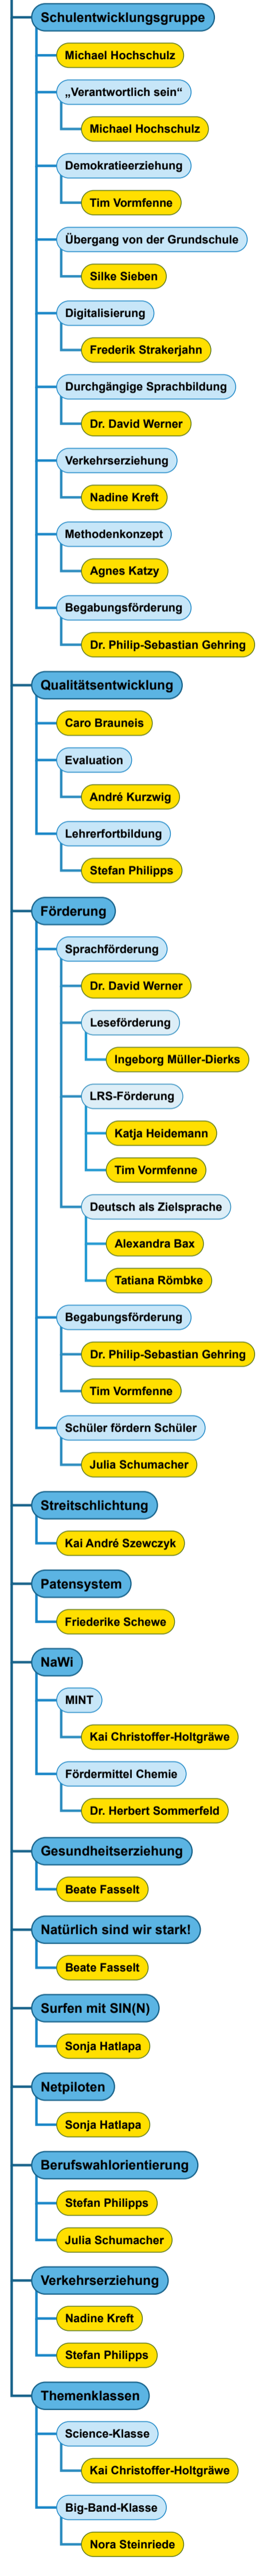 Schulentwicklungsgruppe
Michael Hochschulz
„Verantwortlich sein“
Michael Hochschulz
Demokratieerziehung
Tim Vormfenne
Übergang von der Grundschule
Silke Sieben
Digitalisierung
Frederik Strakerjahn
Durchgängige Sprachbildung
Dr. David Werner
Verkehrserziehung
Nadine Kreft
Methodenkonzept
Agnes Katzy
Begabungsförderung
Dr. Philip-Sebastian Gehring
Qualitätsentwicklung
Caro Brauneis
Evaluation
André Kurzwig
Lehrerfortbildung
Stefan Philipps
Förderung
Sprachförderung
Dr. David Werner
Leseförderung
Ingeborg Müller-Dierks
LRS-Förderung
Katja Heidemann
Tim Vormfenne
Deutsch als Zielsprache
Alexandra Bax
Tatiana Römbke
Begabungsförderung
Dr. Philip-Sebastian Gehring
Tim Vormfenne
Schüler fördern Schüler
Julia Schumacher
Streitschlichtung
Kai André Szewczyk
Patensystem
Friederike Schewe
NaWi
MINT
Kai Christoffer-Holtgräwe
Fördermittel Chemie
Dr. Herbert Sommerfeld
Gesundheitserziehung
Beate Fasselt
Natürlich sind wir stark!
Beate Fasselt
Surfen mit SIN(N)
Sonja Hatlapa
Netpiloten
Sonja Hatlapa
Berufswahlorientierung
Stefan Philipps
Julia Schumacher
Verkehrserziehung
Nadine Kreft
Stefan Philipps
Themenklassen
Science-Klasse
Kai Christoffer-Holtgräwe
Big-Band-Klasse
Nora Steinriede